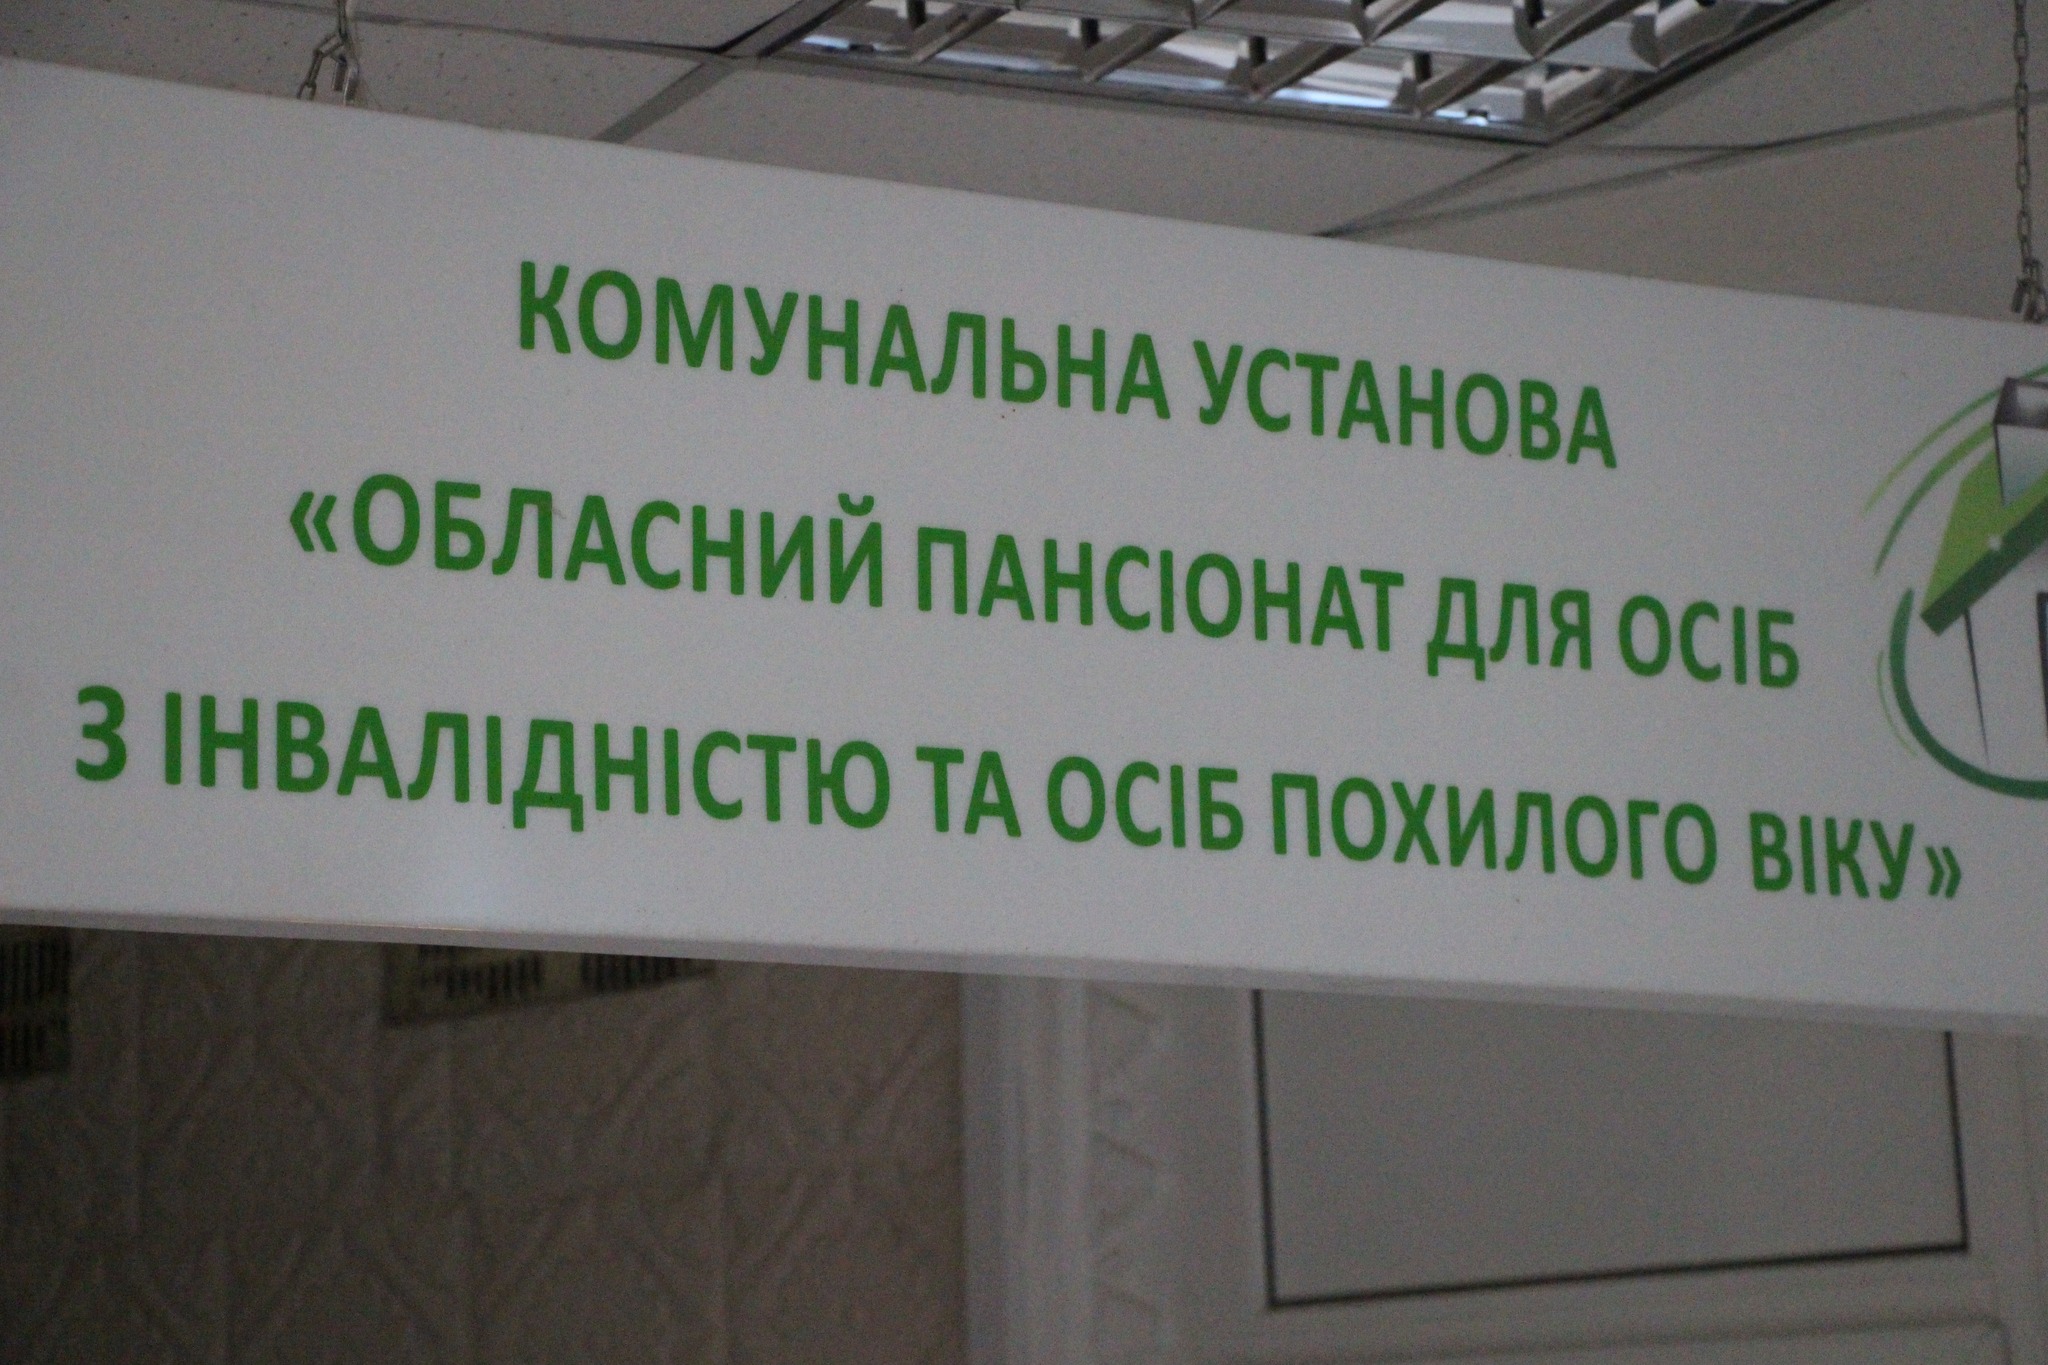 КОМУНАЛЬНА УСТАНОВА
«ОБЛАСНИЙ ПАНСІОНАТ ДЛЯ ОСІБ
З ІНВАЛІДНІСТЮ ТА ОСІБ ПОХИЛОГО ВІКУ»